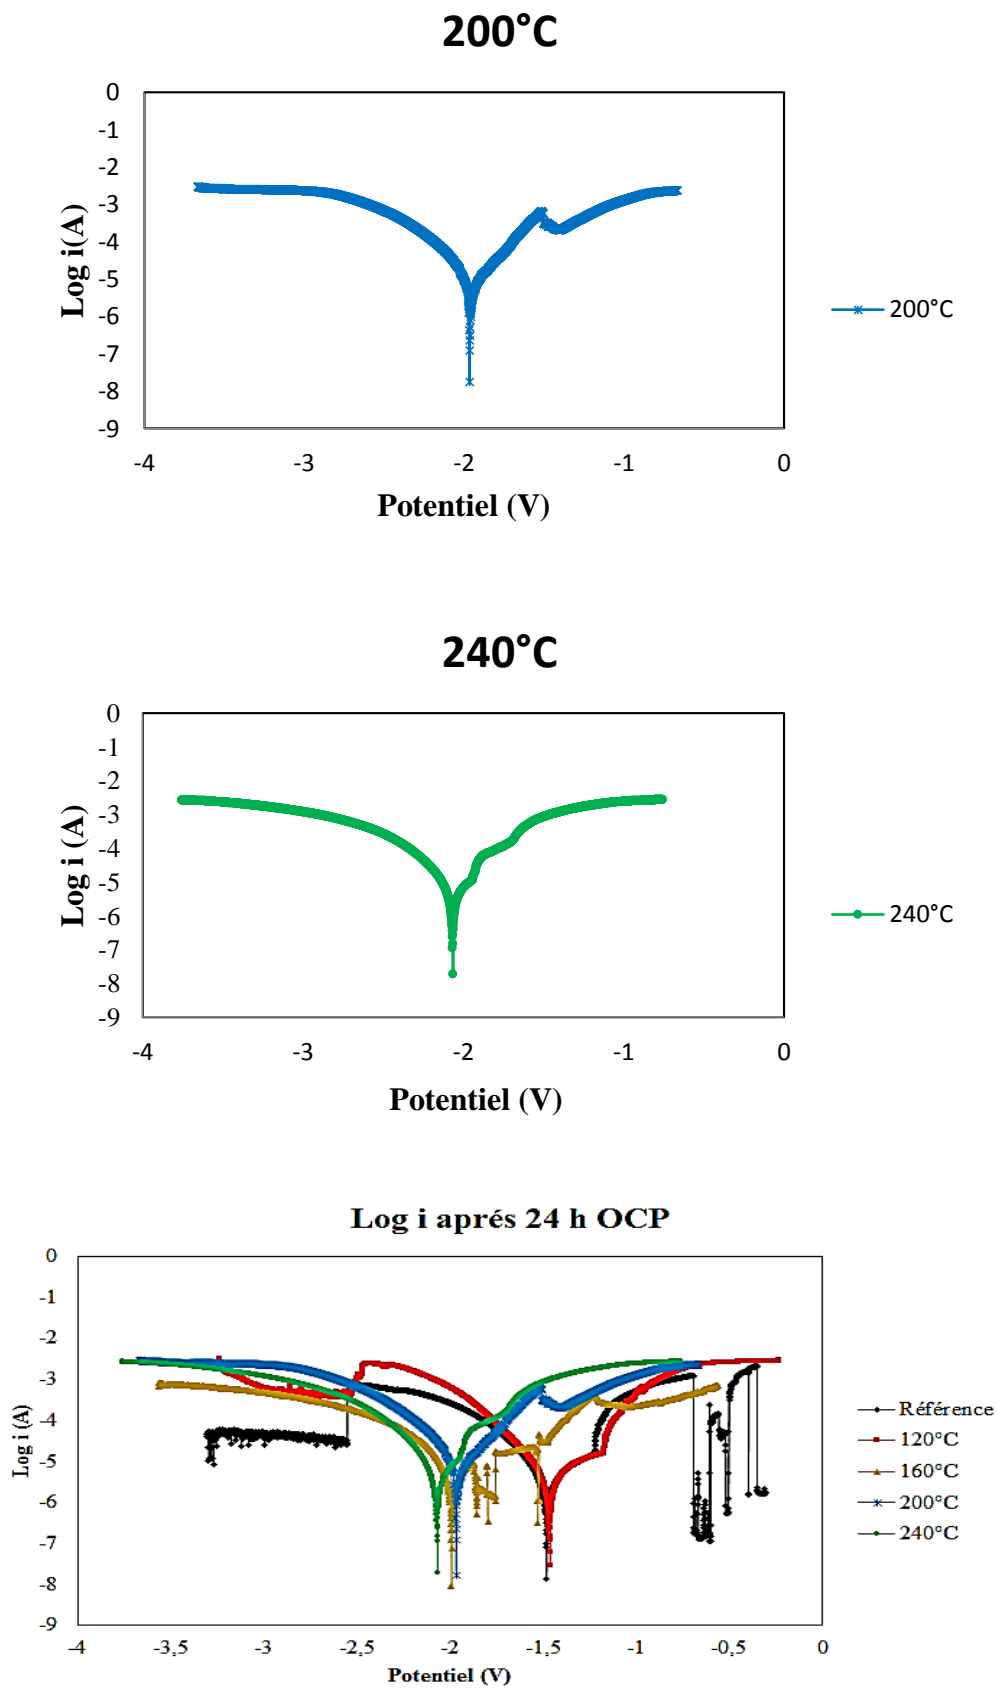 200°C
0
-1
-2
-3
-4
-5
-6
-7
-8
-9
Log i(A)
-4 -3 -2 -1 0
Potentiel (V)
200°C
240°C
0
-1
-2
-3
-4
-5
-6
-7
-8
-9
Log i (A)
-4 -3 -2 -1 0
Potentiel (V)
240°C
Log i aprés 24 h OCP
0
-1
-2
-3
-4
-5
-6
-7
-8
-9
Log i (A)
-4 -3,5 -3 -2,5 -2 -1,5 -1 -0,5 0
Potentiel (V)
Référence
120°C
160°C
200°C
240°C